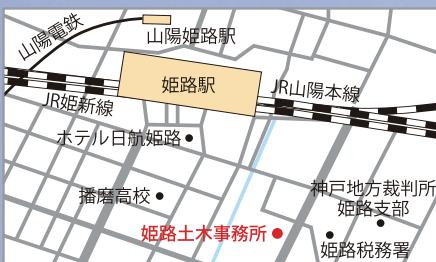 山陽電鉄
山陽姫路駅
姫路駅
JR姫新線
JR山陽本線
ホテル日航姫路
播磨高校
神戸地方裁判所
姫路支部
姫路土木事務所
姫路税務署